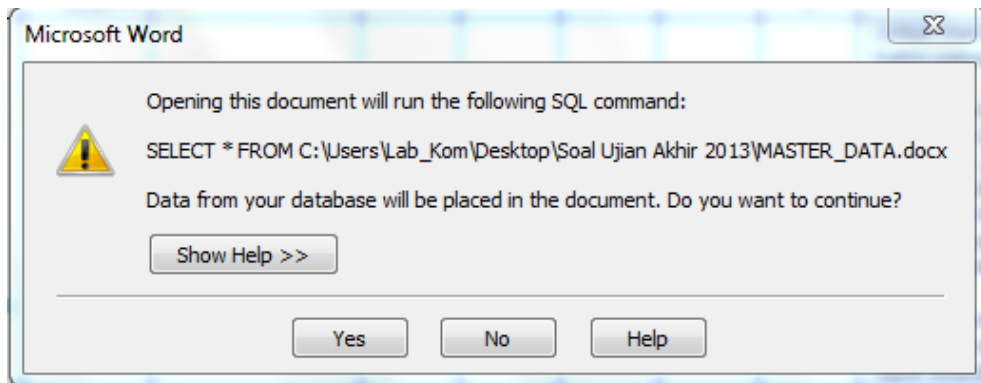 Microsoft Word
Opening this document will run the following SQL command:
SELECT * FROM C:\Users\Lab_Kom\Desktop\Soal Ujian Akhir 2013\MASTER_DATA.docx
Data from your database will be placed in the document. Do you want to continue?
Show Help >>
Yes No Help